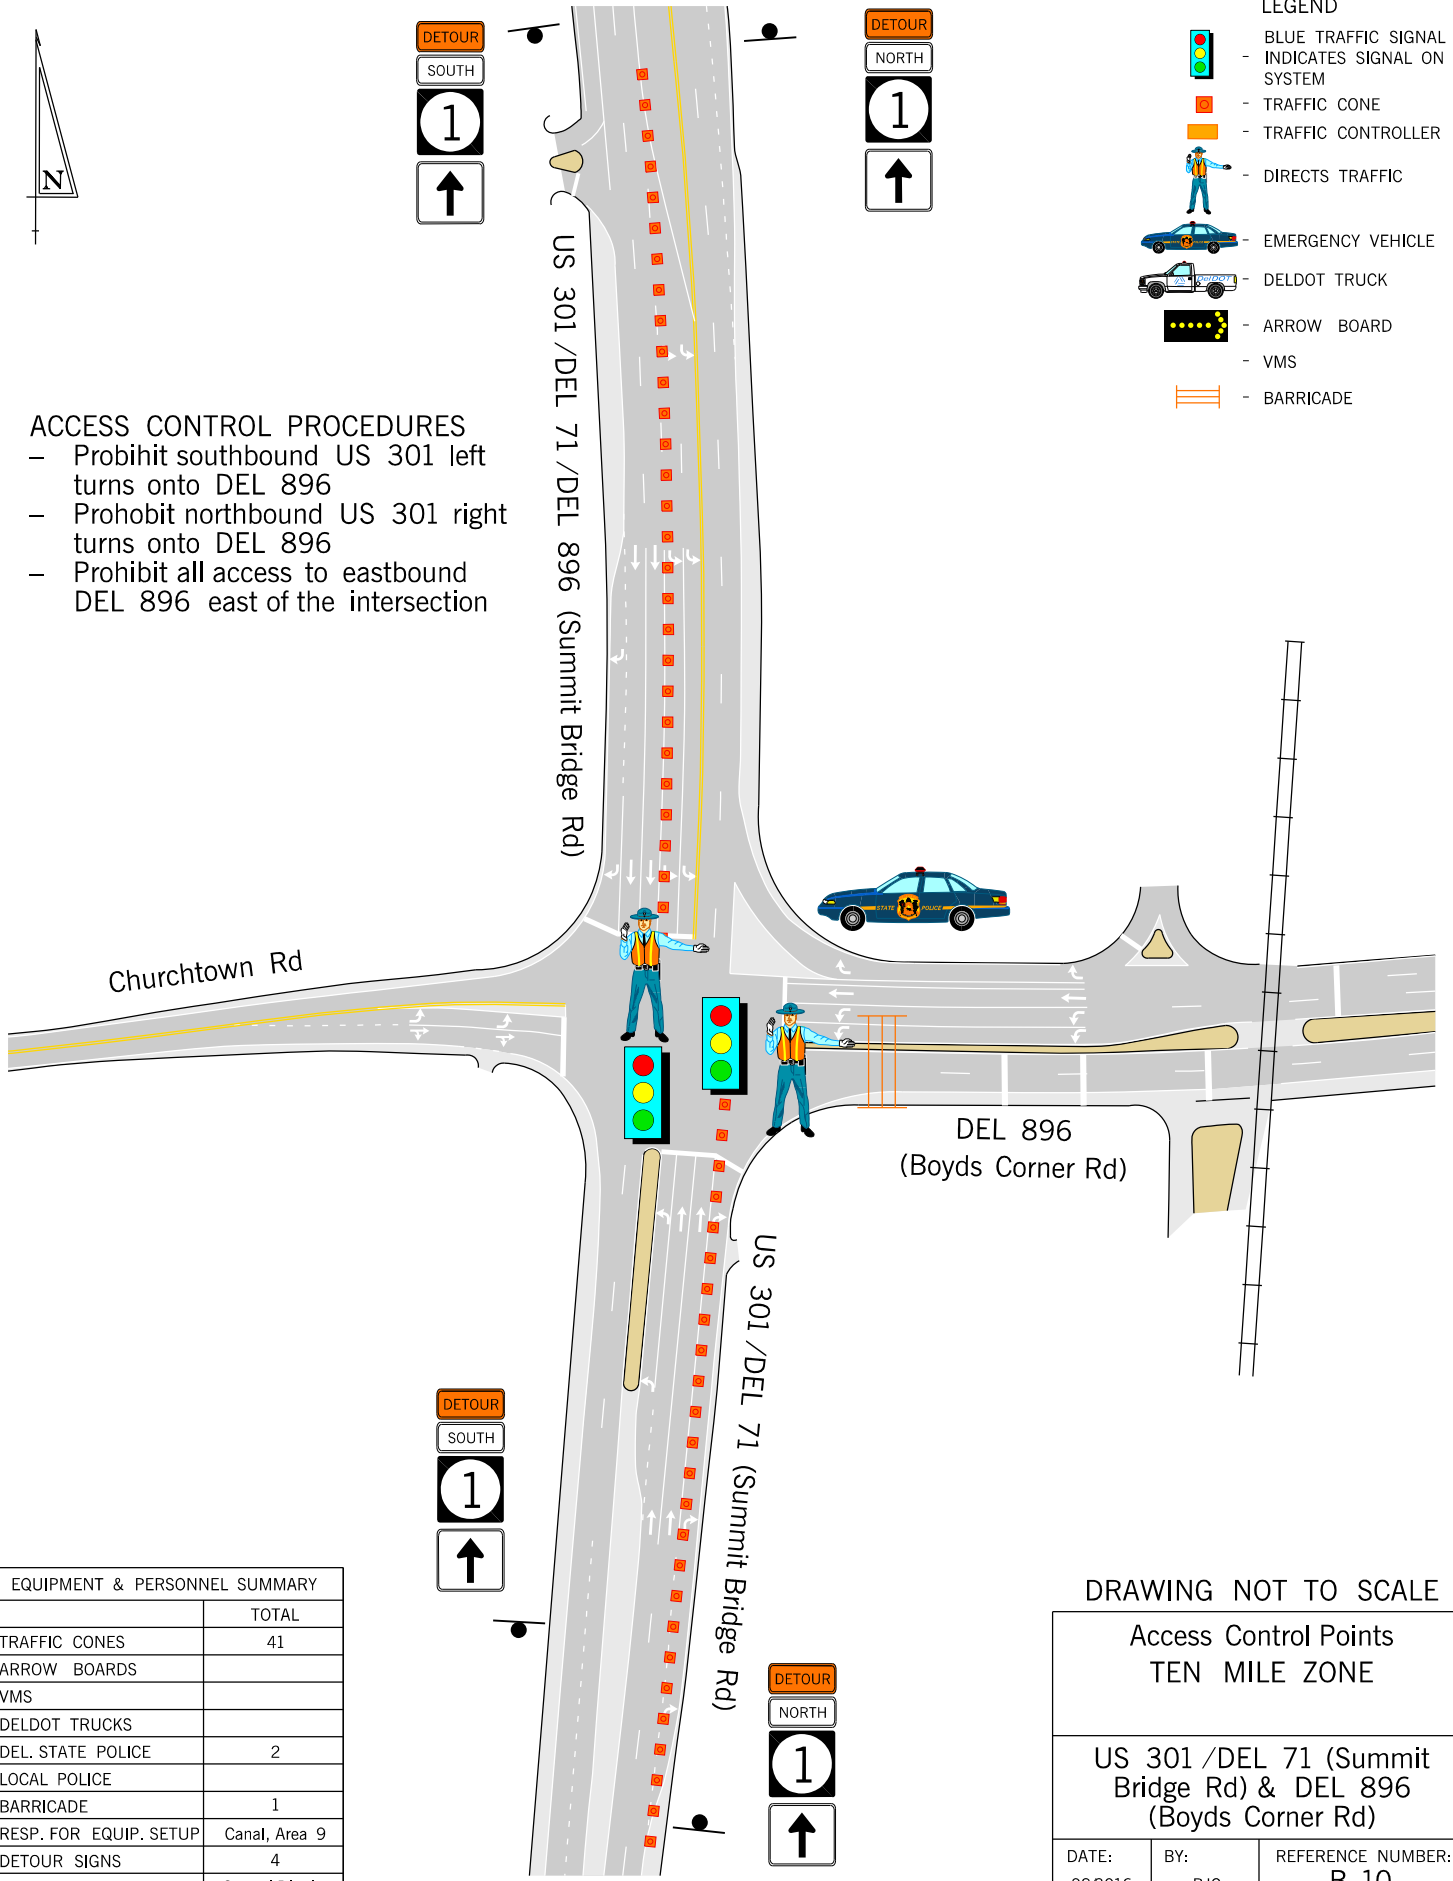 DETOUR
SOUTH
1
DETOUR
NORTH
1
LEGEND
BLUE TRAFFIC SIGNAL
- INDICATES SIGNAL ON
SYSTEM
- TRAFFIC CONE
- TRAFFIC CONTROLLER
- DIRECTS TRAFFIC
- EMERGENCY VEHICLE
DelDOT
- DELDOT TRUCK
- ARROW BOARD
- VMS
- BARRICADE
N
US 301 / DEL 71 / DEL 896 (Summit Bridge Rd)
ACCESS CONTROL PROCEDURES
– Probihit southbound US 301 left
turns onto DEL 896
– Prohobit northbound US 301 right
turns onto DEL 896
– Prohibit all access to eastbound
DEL 896 east of the intersection
STATE POLICE
Churchtown Rd
DEL 896
(Boyds Corner Rd)
US 301 / DEL 71 (Summit Bridge Rd)
DETOUR
SOUTH
1
DETOUR
NORTH
1
EQUIPMENT & PERSONNEL SUMMARY
TOTAL
TRAFFIC CONES 41
ARROW BOARDS
VMS
DELDOT TRUCKS
DEL. STATE POLICE 2
LOCAL POLICE
BARRICADE 1
RESP. FOR EQUIP. SETUP Canal, Area 9
DETOUR SIGNS 4
DRAWING NOT TO SCALE
Access Control Points
TEN MILE ZONE
US 301 / DEL 71 (Summit
Bridge Rd) & DEL 896
(Boyds Corner Rd)
DATE: BY: REFERENCE NUMBER: